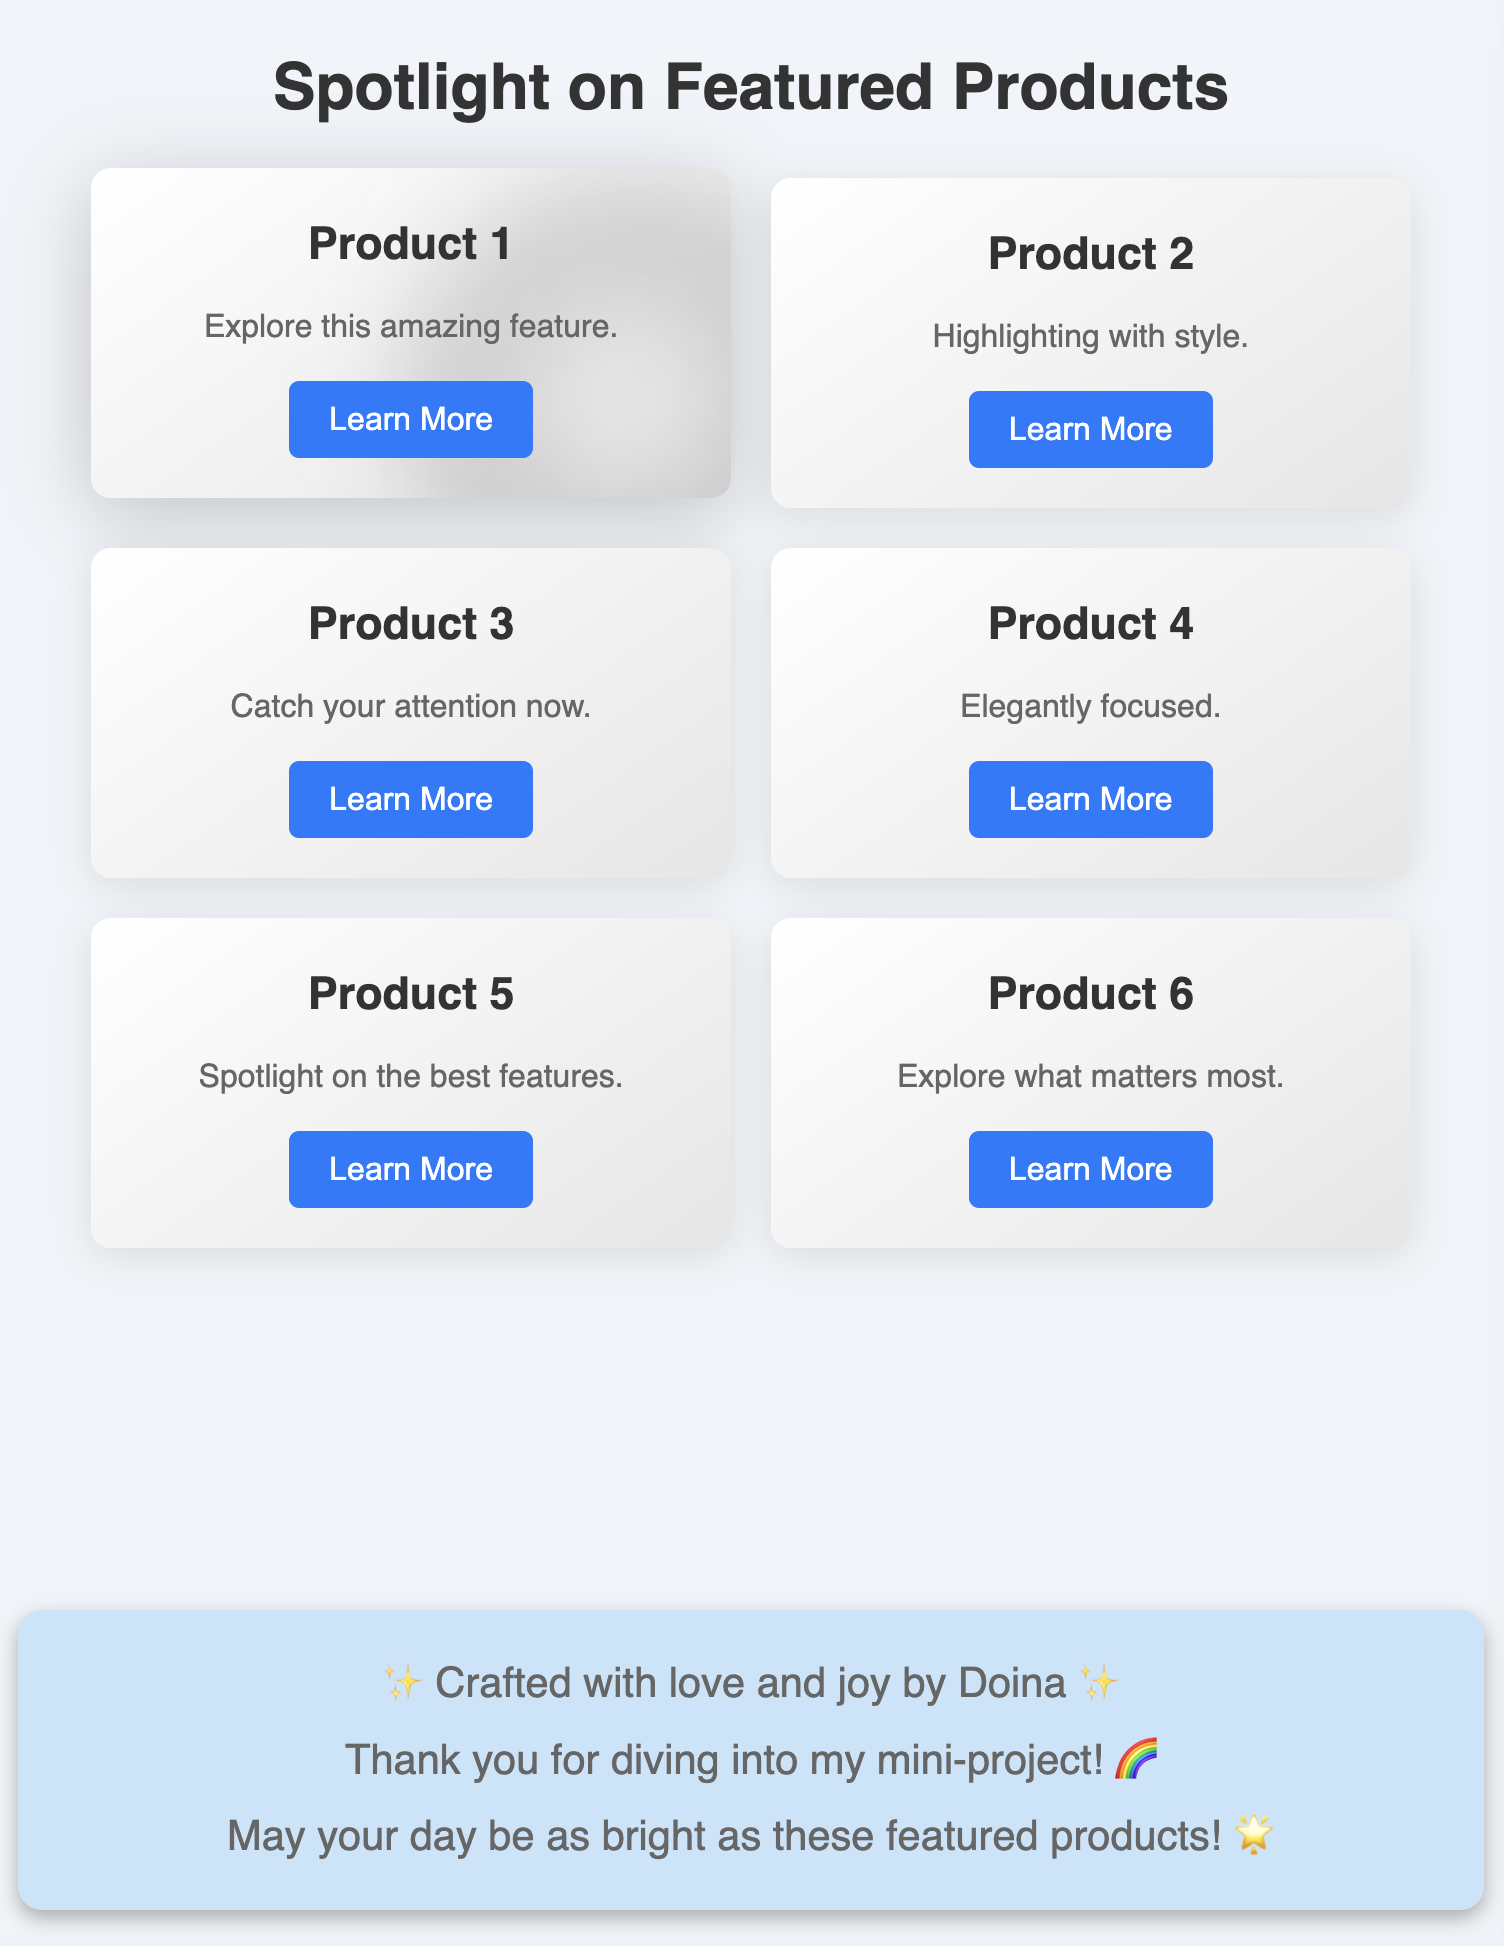 Spotlight on Featured Products
Product 1
Explore this amazing feature.
Learn More
Product 2
Highlighting with style.
Learn More
Product 3
Catch your attention now.
Learn More
Product 4
Elegantly focused.
Learn More
Product 5
Spotlight on the best features.
Learn More
Product 6
Explore what matters most.
Learn More
✨ Crafted with love and joy by Doina ✨
Thank you for diving into my mini-project! 🌈
May your day be as bright as these featured products! 🌟